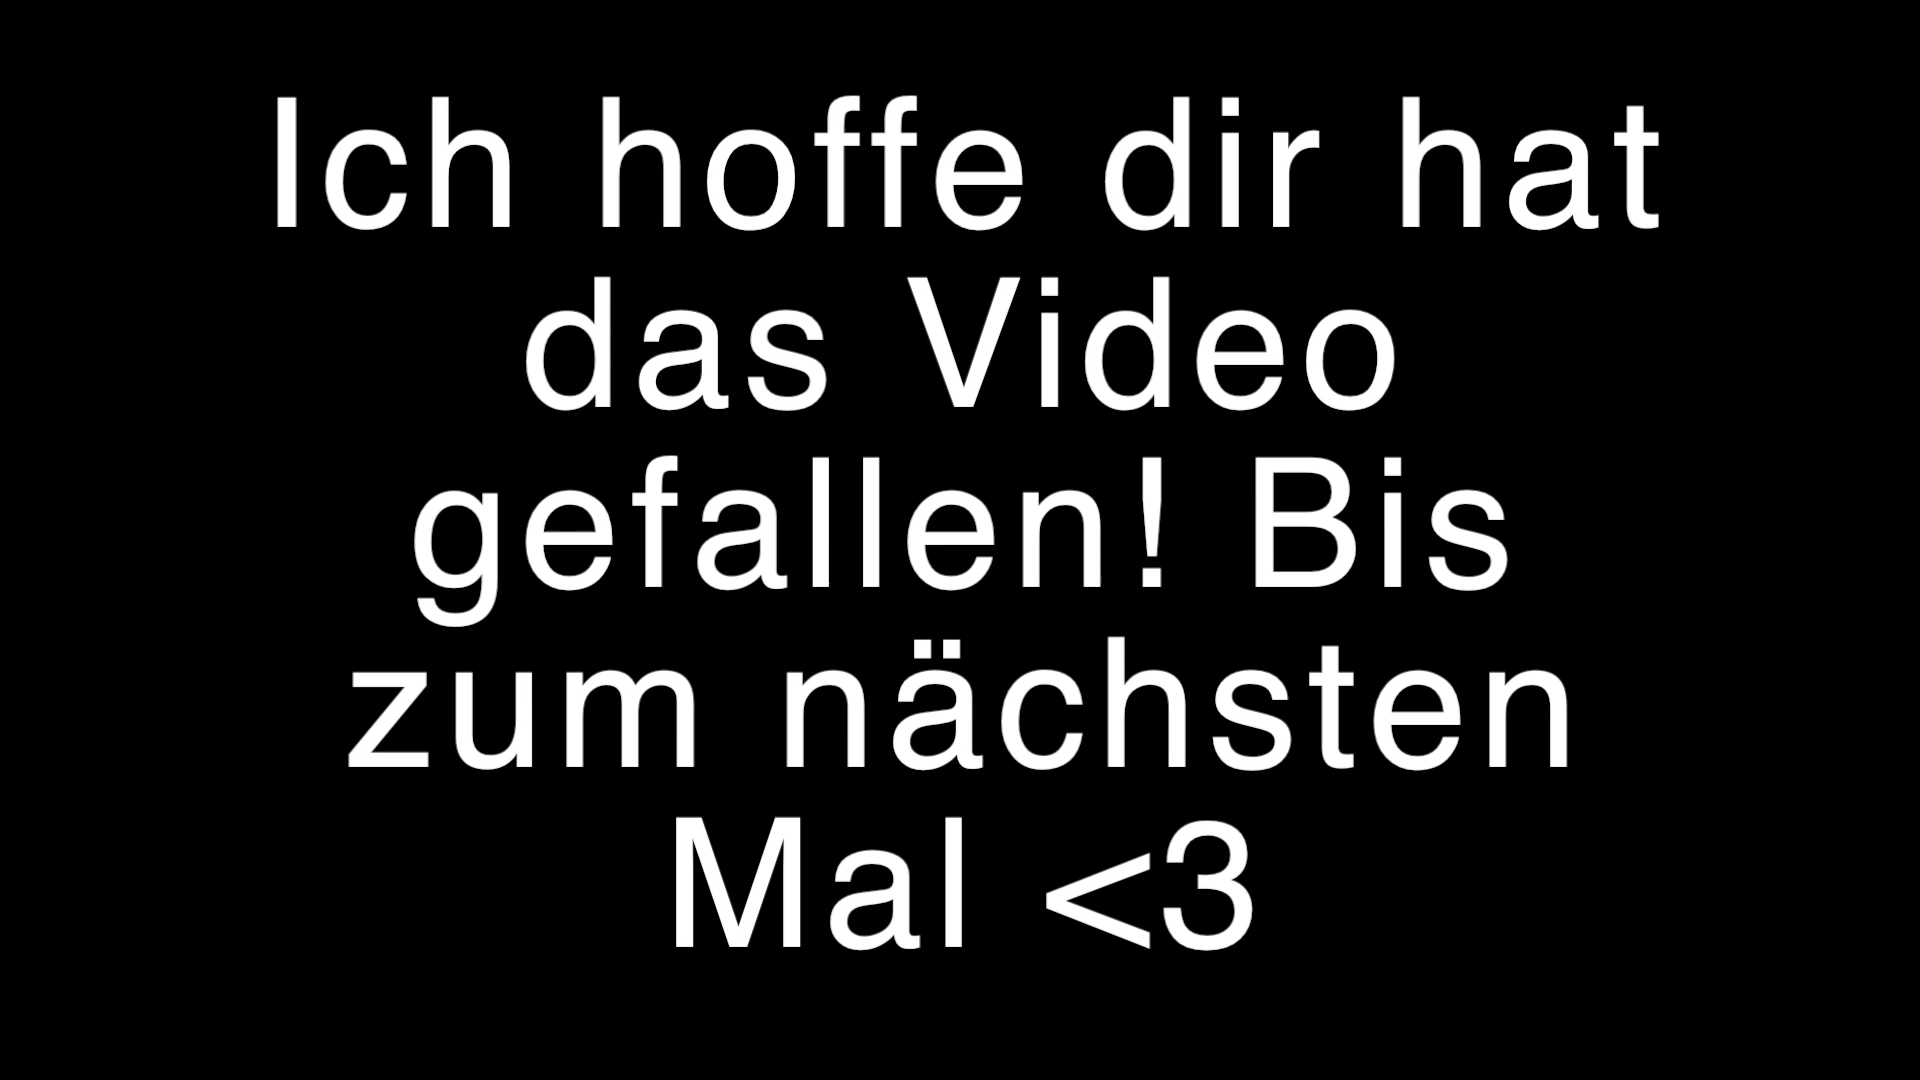 Ich hoffe dir hat
das Video
gefallen! Bis
zum nächsten
Mal <3